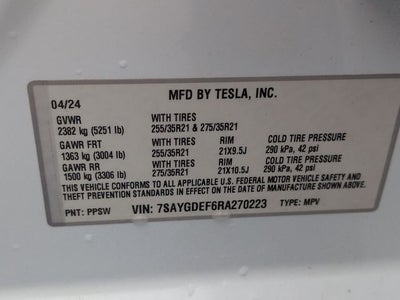 MFD BY TESLA, INC.
04/24
GVWR WITH TIRES
2382 kg (5251 lb) 255/35R21 & 275/35R21
GAWR FRT WITH TIRES RIM COLD TIRE PRESSURE
1363 kg (3004 lb) 255/35R21 21X9.5J 290 kPa, 42 psi
GAWR RR WITH TIRES RIM COLD TIRE PRESSURE
1500 kg (3306 lb) 275/35R21 21X10.5J 290 kPa, 42 psi
THIS VEHICLE CONFORMS TO ALL APPLICABLE U.S. FEDERAL MOTOR VEHICLE SAFETY AND
THEFT PREVENTION STANDARDS IN EFFECT ON THE DATE OF MANUFACTURE SHOWN ABOVE.
PNT: PPSW VIN: 7SAYGDEF6RA270223 TYPE: MPV